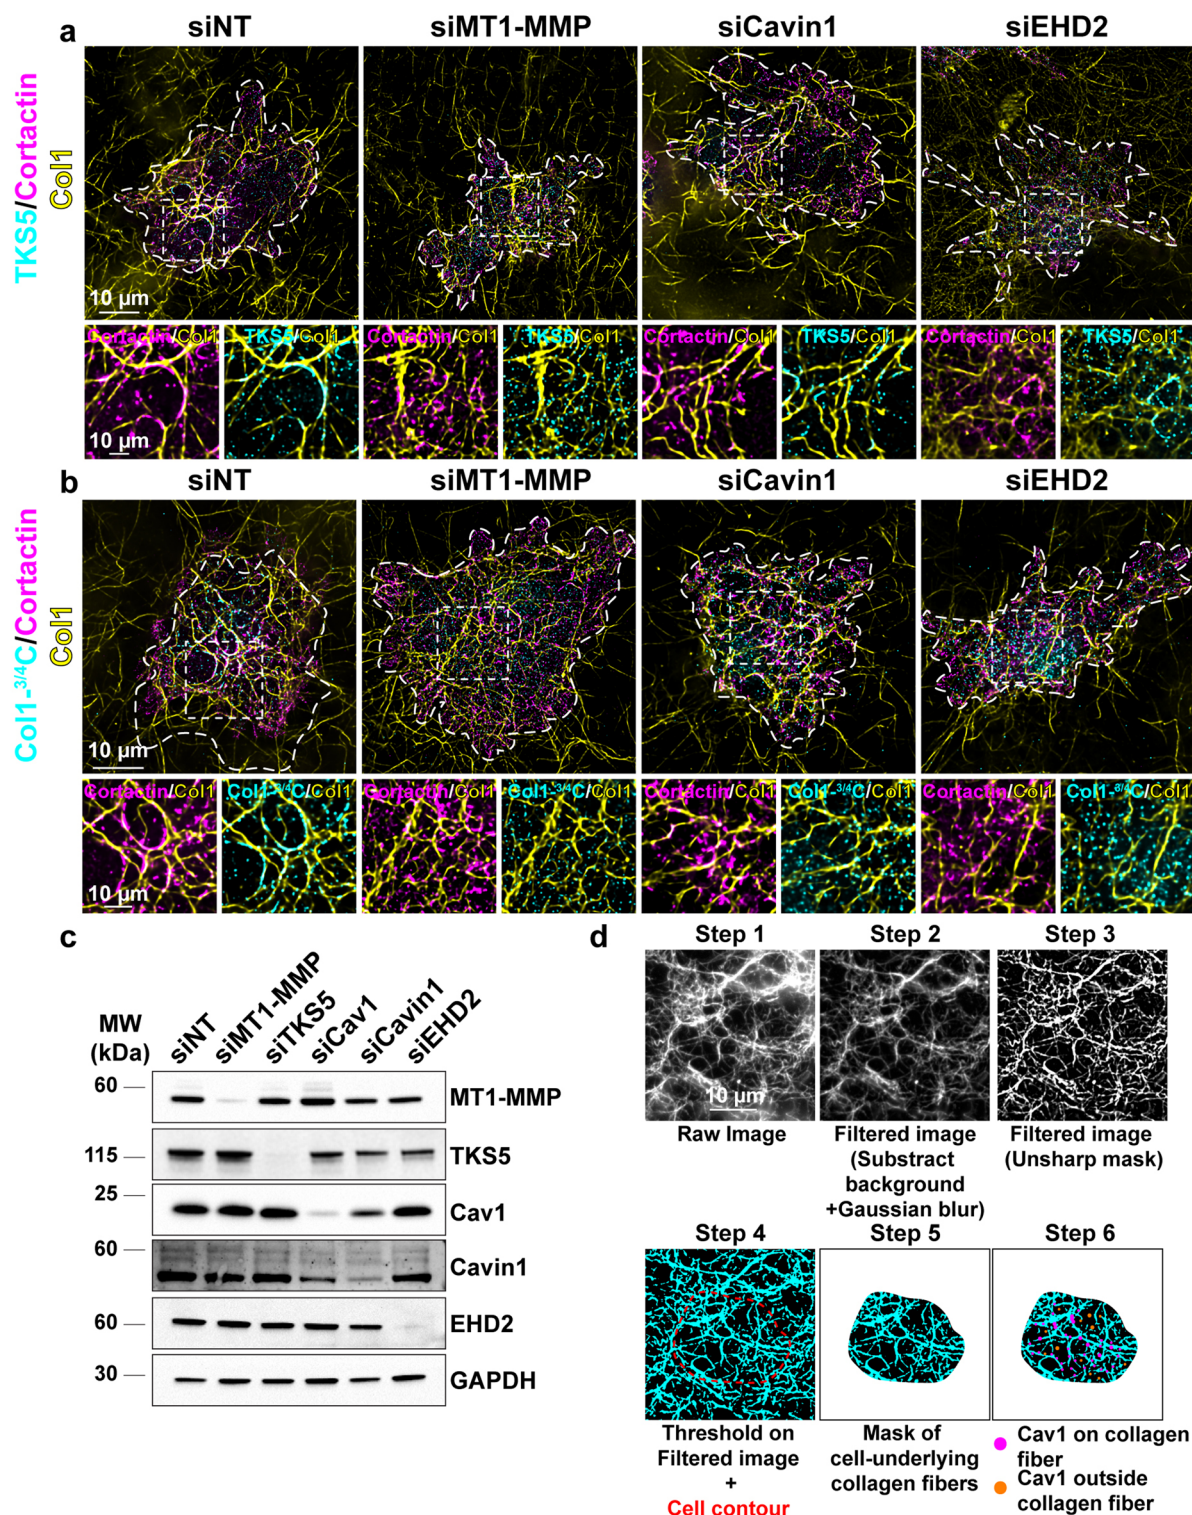 a
siNT
siMT1-MMP
siCavin1
siEHD2
TKS5/Cortactin
Col1
10 µm
Cortactin/Col1
TKS5/Col1
Cortactin/Col1
TKS5/Col1
Cortactin/Col1
TKS5/Col1
Cortactin/Col1
TKS5/Col1
10 µm
b
siNT
siMT1-MMP
siCavin1
siEHD2
Col1-3/4C/Cortactin
Col1
10 µm
Cortactin/Col1
Col1-3/4C/Col1
Cortactin/Col1
Col1-3/4C/Col1
Cortactin/Col1
Col1-3/4C/Col1
Cortactin/Col1
Col1-3/4C/Col1
10 µm
c
MW
(kDa)
siNT
siMT1-MMP
siTKS5
siCav1
siCavin1
siEHD2
60
MT1-MMP
115
TKS5
25
Cav1
60
Cavin1
60
EHD2
30
GAPDH
d
Step 1
Step 2
Step 3
10 µm
Raw Image
Filtered image
(Substract
background
+Gaussian blur)
Filtered image
(Unsharp mask)
Step 4
Step 5
Step 6
Threshold on
Filtered image
+
Cell contour
Mask of
cell-underlying
collagen fibers
Cav1 on collagen
fiber
Cav1 outside
collagen fiber